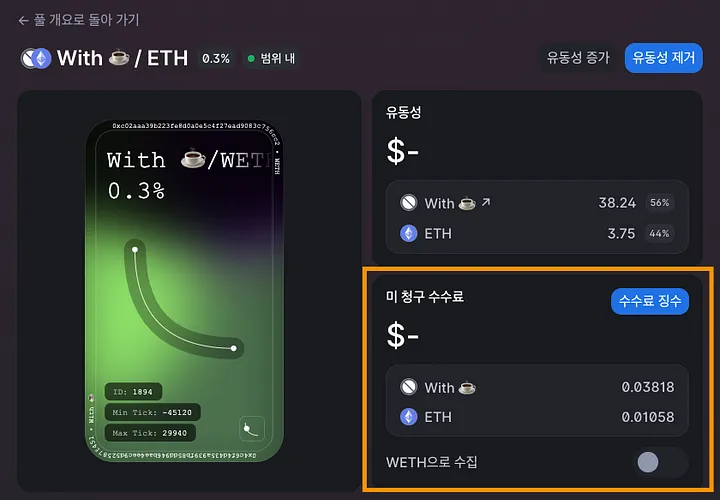 ← 풀 개요로 돌아 가기
With ☕ / ETH 0.3% 범위 내
유동성 증가 유동성 제거
With ☕/WETH
0.3%
ID: 1894
Min Tick: -45120
Max Tick: 29940
유동성
$-
With ☕ ↗ 38.24 56%
ETH 3.75 44%
미 청구 수수료
수수료 징수
$-
With ☕ 0.03818
ETH 0.01058
WETH으로 수집